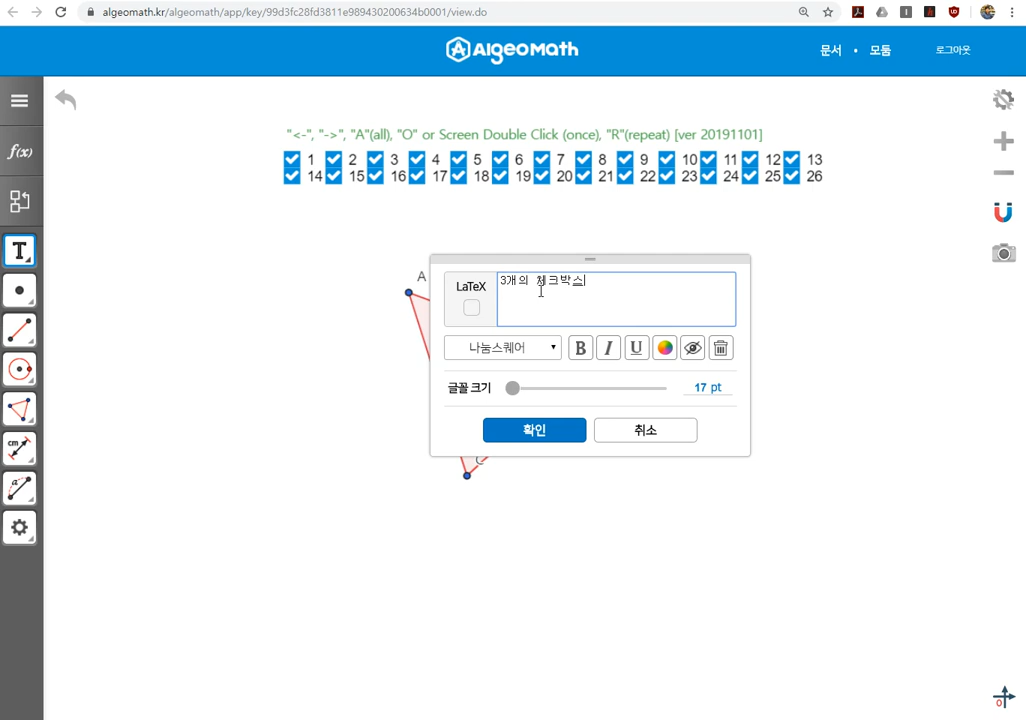 algeomath.kr/algeomath/app/key/99d3fc28fd3811e989430200634b0001/view.do
AlgeoMath
문서 • 모둠
로그아웃
f(x)
"<-", "->", "A"(all), "O" or Screen Double Click (once), "R"(repeat) [ver 20191101]
1 2 3 4 5 6 7 8 9 10 11 12 13
14 15 16 17 18 19 20 21 22 23 24 25 26
T
A
LaTeX
3개의 체크박스
나눔스퀘어
B I U
글꼴 크기
17 pt
확인
취소
C
cm
a
0